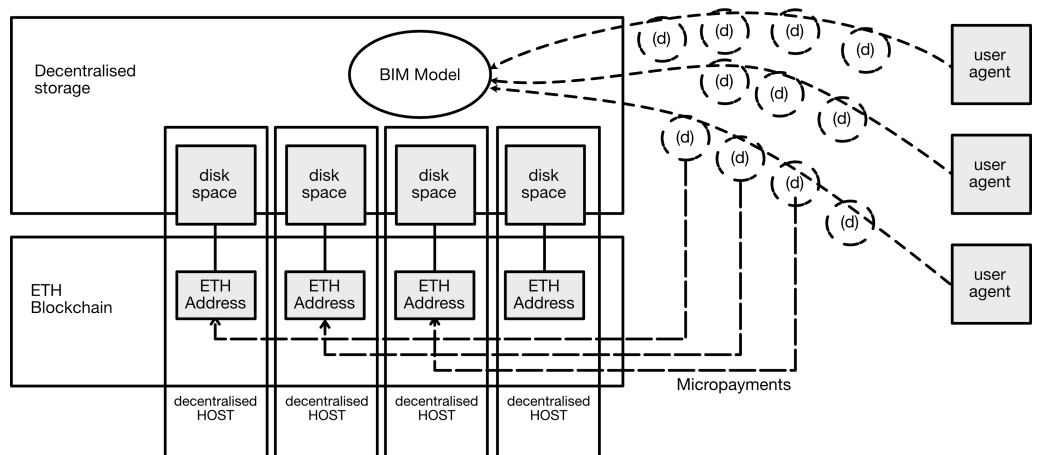 Decentralised
storage
BIM Model
(d)
(d)
(d)
(d)
user
agent
(d)
(d)
(d)
user
agent
(d)
(d)
(d)
(d)
user
agent
disk
space
disk
space
disk
space
disk
space
ETH
Blockchain
ETH
Address
ETH
Address
ETH
Address
ETH
Address
Micropayments
decentralised
HOST
decentralised
HOST
decentralised
HOST
decentralised
HOST